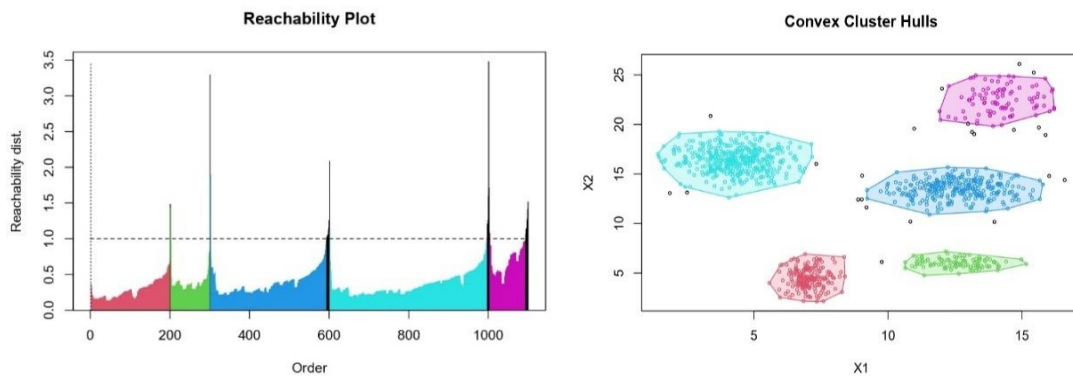 Reachability Plot
Reachability dist.
3.5
3.0
2.5
2.0
1.5
1.0
0.5
0.0
0 200 400 600 800 1000
Order
Convex Cluster Hulls
X2
25
20
15
10
5
5 10 15
X1